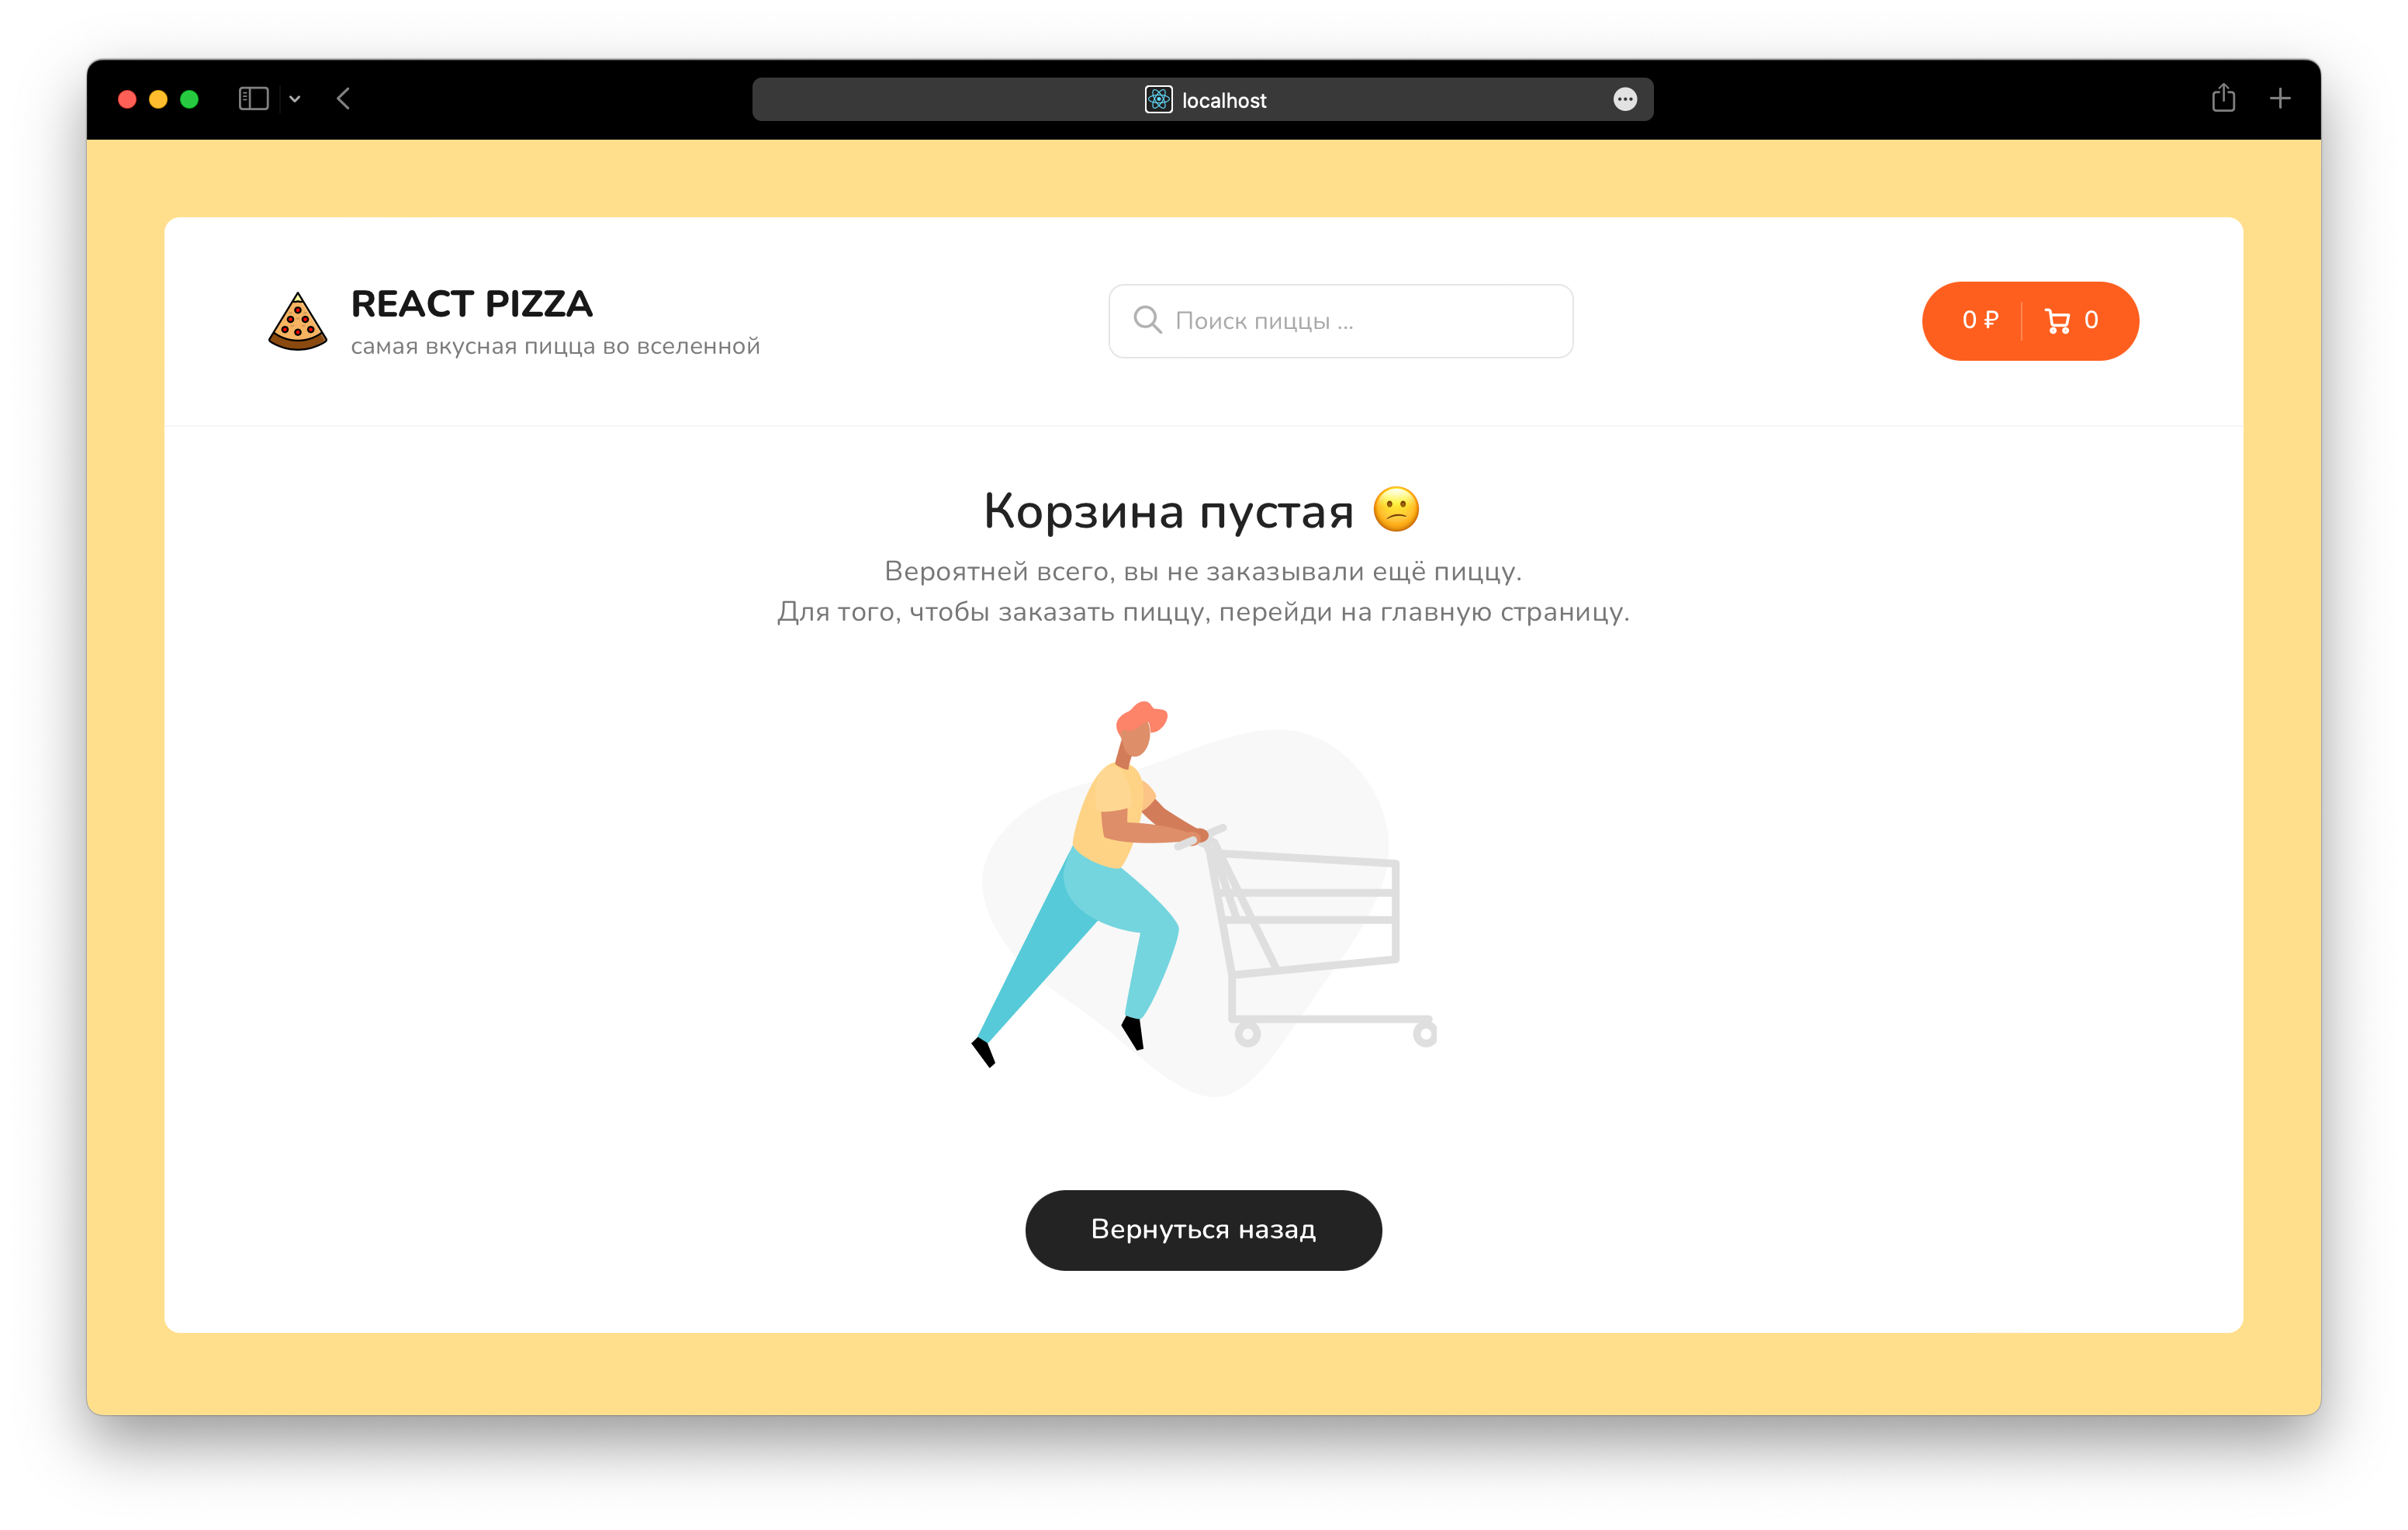 localhost
REACT PIZZA
самая вкусная пицца во вселенной
Поиск пиццы ...
0 ₽
0
Корзина пустая 😕
Вероятней всего, вы не заказывали ещё пиццу.
Для того, чтобы заказать пиццу, перейди на главную страницу.
Вернуться назад